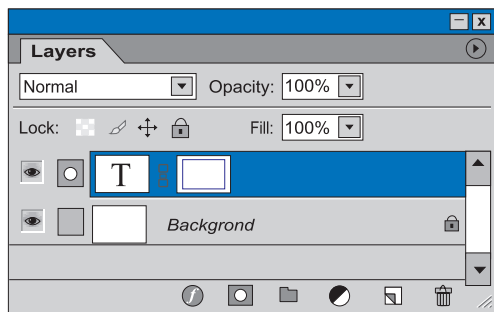 Layers
Normal Opacity: 100%
Lock: Fill: 100%
T
Backgrond